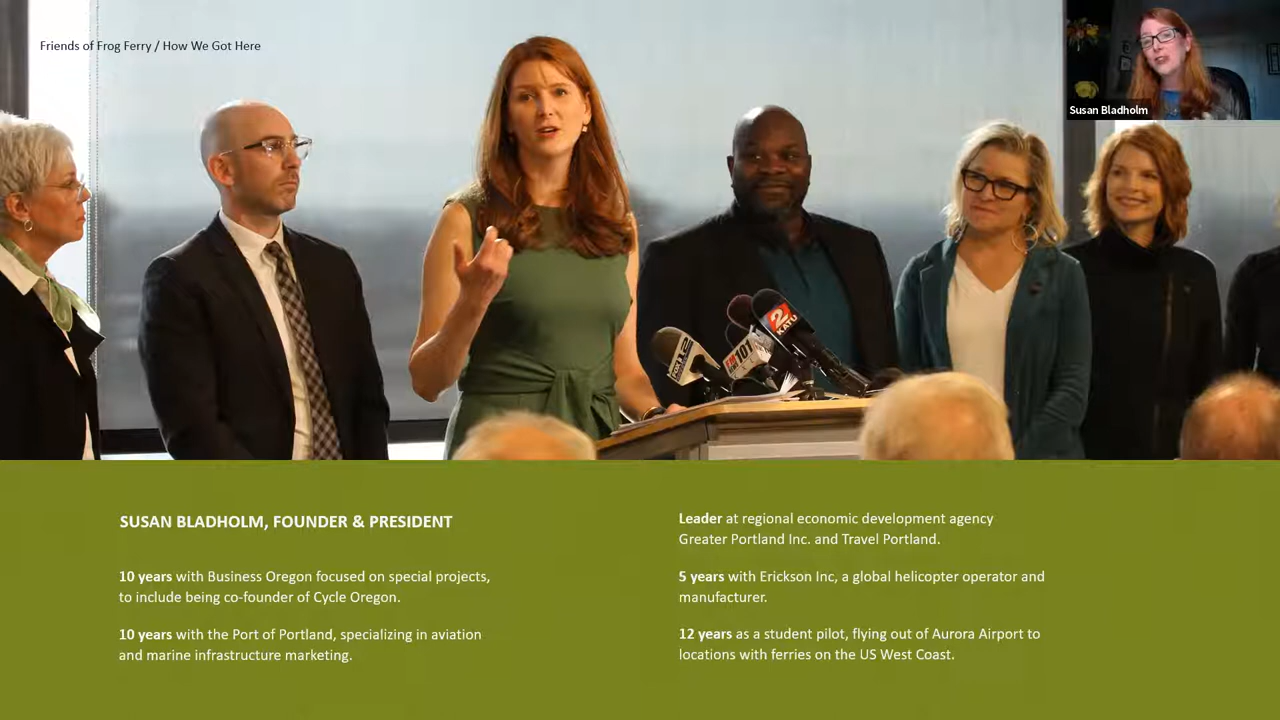 Friends of Frog Ferry / How We Got Here
Susan Bladholm
FOX 12
FM 101
2
KATU
SUSAN BLADHOLM, FOUNDER & PRESIDENT
10 years with Business Oregon focused on special projects,
to include being co-founder of Cycle Oregon.
10 years with the Port of Portland, specializing in aviation
and marine infrastructure marketing.
Leader at regional economic development agency
Greater Portland Inc. and Travel Portland.
5 years with Erickson Inc, a global helicopter operator and
manufacturer.
12 years as a student pilot, flying out of Aurora Airport to
locations with ferries on the US West Coast.